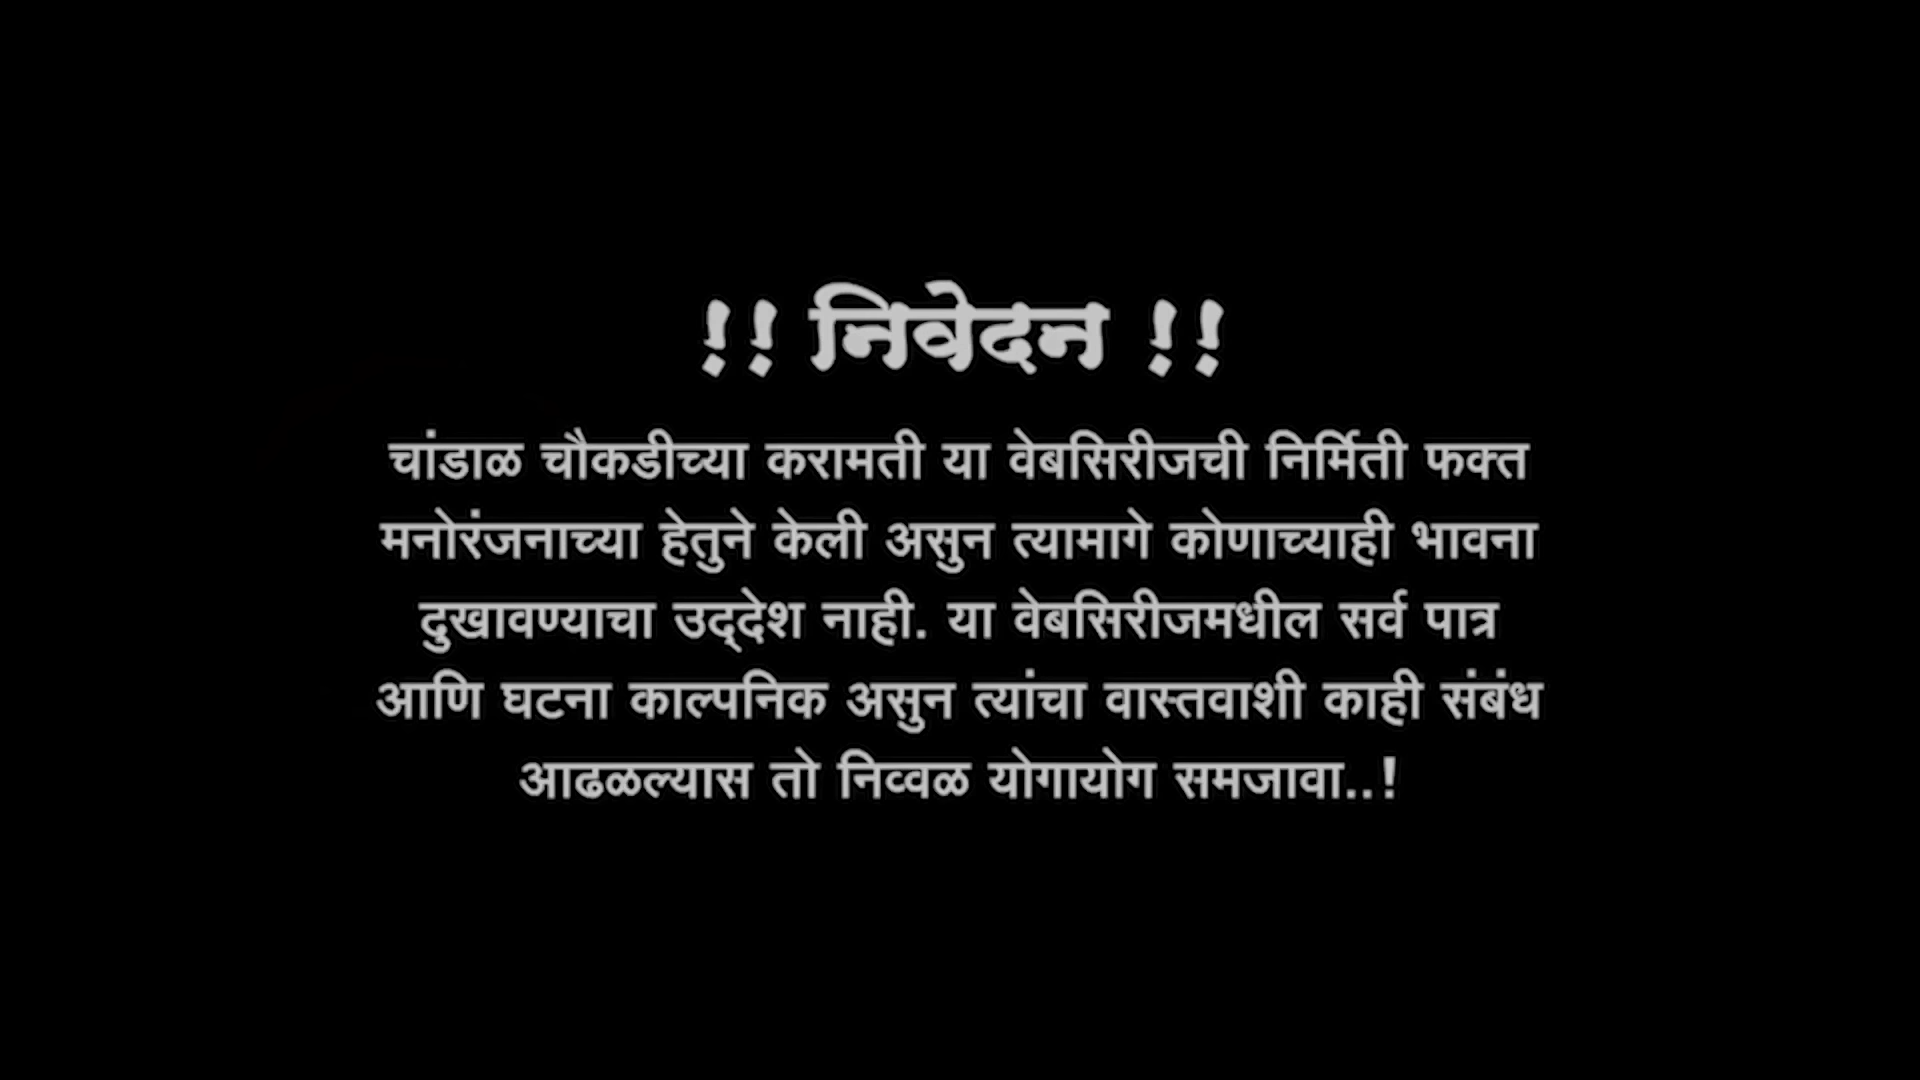 !! निवेदन !!
चांडाळ चौकडीच्या करामती या वेबसिरीजची निर्मिती फक्त
मनोरंजनाच्या हेतुने केली असुन त्यामागे कोणाच्याही भावना
दुखावण्याचा उद्‌देश नाही. या वेबसिरीजमधील सर्व पात्र
आणि घटना काल्पनिक असुन त्यांचा वास्तवाशी काही संबंध
आढळल्यास तो निव्वळ योगायोग समजावा..!